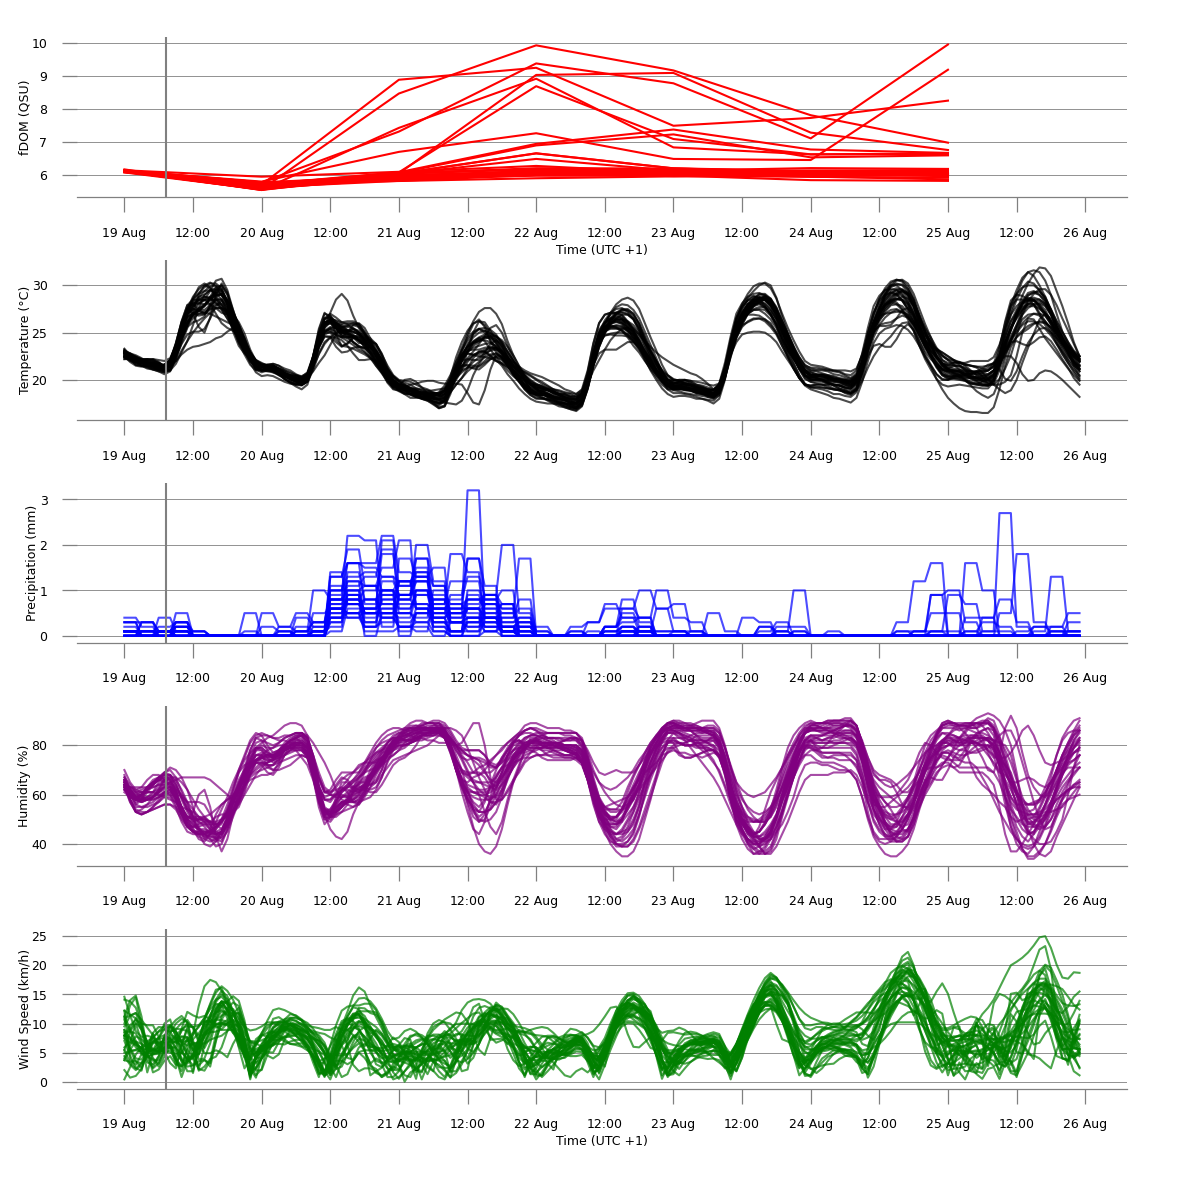 10
9
8
7
6
fDOM (QSU)
19 Aug 12:00 20 Aug 12:00 21 Aug 12:00 22 Aug 12:00 23 Aug 12:00 24 Aug 12:00 25 Aug 12:00 26 Aug
Time (UTC +1)
30
25
20
Temperature (°C)
19 Aug 12:00 20 Aug 12:00 21 Aug 12:00 22 Aug 12:00 23 Aug 12:00 24 Aug 12:00 25 Aug 12:00 26 Aug
3
2
1
0
Precipitation (mm)
19 Aug 12:00 20 Aug 12:00 21 Aug 12:00 22 Aug 12:00 23 Aug 12:00 24 Aug 12:00 25 Aug 12:00 26 Aug
80
60
40
Humidity (%)
19 Aug 12:00 20 Aug 12:00 21 Aug 12:00 22 Aug 12:00 23 Aug 12:00 24 Aug 12:00 25 Aug 12:00 26 Aug
25
20
15
10
5
0
Wind Speed (km/h)
19 Aug 12:00 20 Aug 12:00 21 Aug 12:00 22 Aug 12:00 23 Aug 12:00 24 Aug 12:00 25 Aug 12:00 26 Aug
Time (UTC +1)